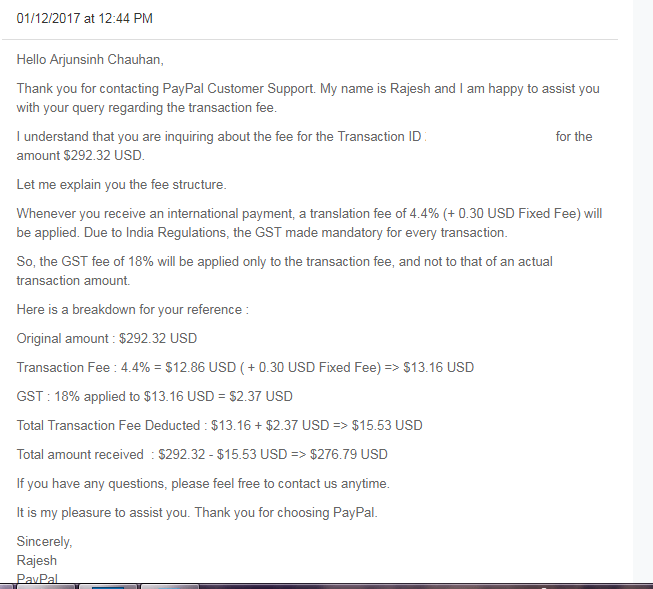 01/12/2017 at 12:44 PM
Hello Arjunsinh Chauhan,
Thank you for contacting PayPal Customer Support. My name is Rajesh and I am happy to assist you
with your query regarding the transaction fee.
I understand that you are inquiring about the fee for the Transaction ID for the
amount $292.32 USD.
Let me explain you the fee structure.
Whenever you receive an international payment, a translation fee of 4.4% (+ 0.30 USD Fixed Fee) will
be applied. Due to India Regulations, the GST made mandatory for every transaction.
So, the GST fee of 18% will be applied only to the transaction fee, and not to that of an actual
transaction amount.
Here is a breakdown for your reference :
Original amount : $292.32 USD
Transaction Fee : 4.4% = $12.86 USD ( + 0.30 USD Fixed Fee) => $13.16 USD
GST : 18% applied to $13.16 USD = $2.37 USD
Total Transaction Fee Deducted : $13.16 + $2.37 USD => $15.53 USD
Total amount received : $292.32 - $15.53 USD => $276.79 USD
If you have any questions, please feel free to contact us anytime.
It is my pleasure to assist you. Thank you for choosing PayPal.
Sincerely,
Rajesh
PayPal